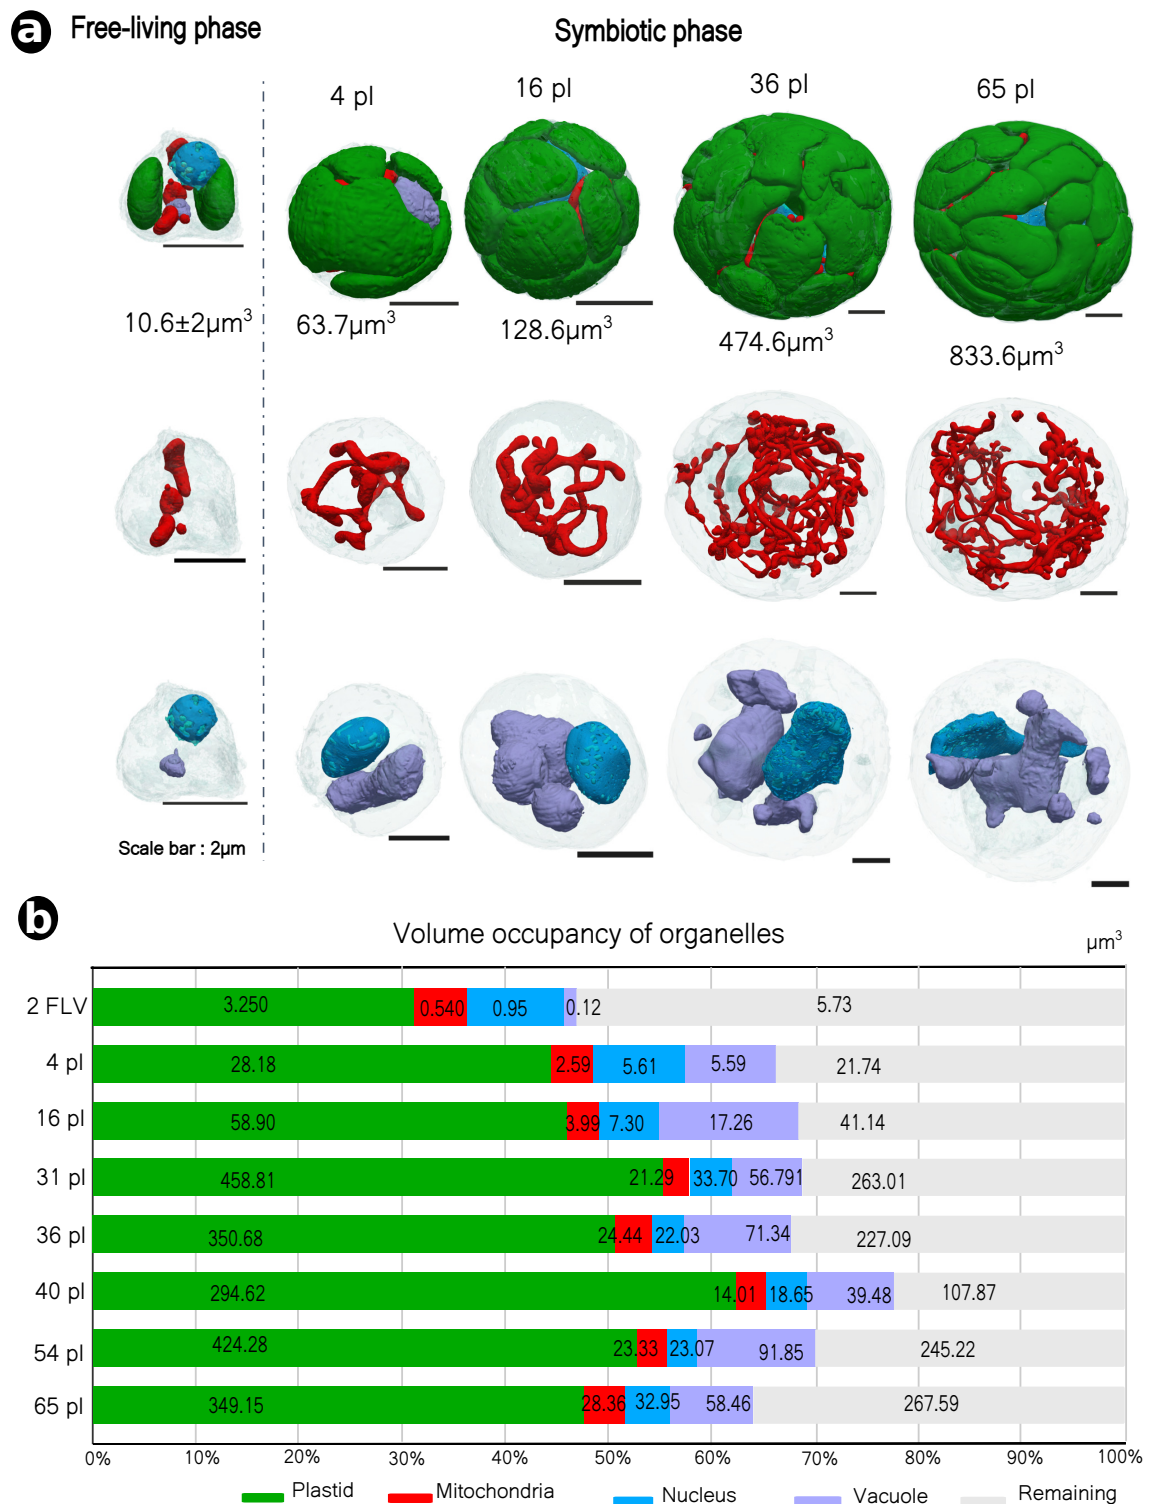 a Free-living phase Symbiotic phase
4 pl 16 pl 36 pl 65 pl
10.6±2µm³ 63.7µm³ 128.6µm³ 474.6µm³ 833.6µm³
Scale bar : 2µm
b
Volume occupancy of organelles µm³
2 FLV 3.250 0.540 0.95 0.12 5.73
4 pl 28.18 2.59 5.61 5.59 21.74
16 pl 58.90 3.99 7.30 17.26 41.14
31 pl 458.81 21.29 33.70 56.791 263.01
36 pl 350.68 24.44 22.03 71.34 227.09
40 pl 294.62 14.01 18.65 39.48 107.87
54 pl 424.28 23.33 23.07 91.85 245.22
65 pl 349.15 28.36 32.95 58.46 267.59
0% 10% 20% 30% 40% 50% 60% 70% 80% 90% 100%
Plastid Mitochondria Nucleus Vacuole Remaining